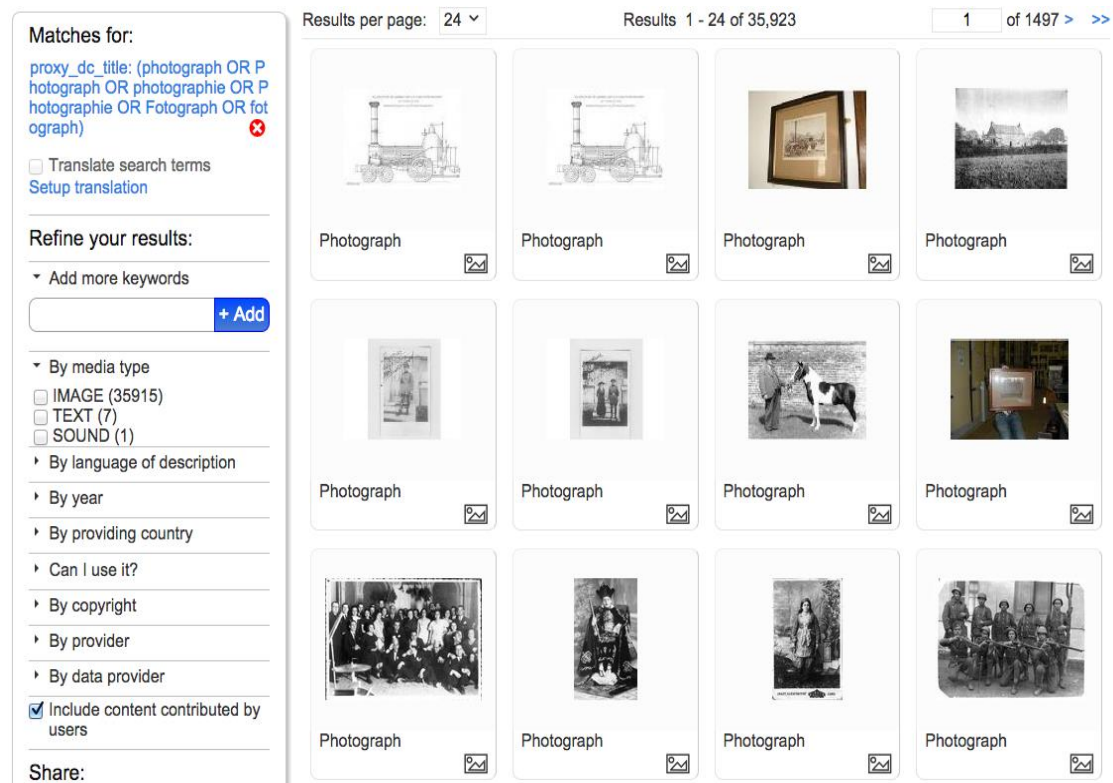 Matches for:
proxy_dc_title: (photograph OR P
hotograph OR photographie OR P
hotographie OR Fotograph OR fot
ograph)
Translate search terms
Setup translation
Refine your results:
Add more keywords
+ Add
By media type
IMAGE (35915)
TEXT (7)
SOUND (1)
By language of description
By year
By providing country
Can I use it?
By copyright
By provider
By data provider
Include content contributed by
users
Share:
Results per page: 24
Results 1 - 24 of 35,923
1 of 1497 > >>
Photograph
Photograph
Photograph
Photograph
Photograph
Photograph
Photograph
Photograph
Photograph
Photograph
Photograph
Photograph